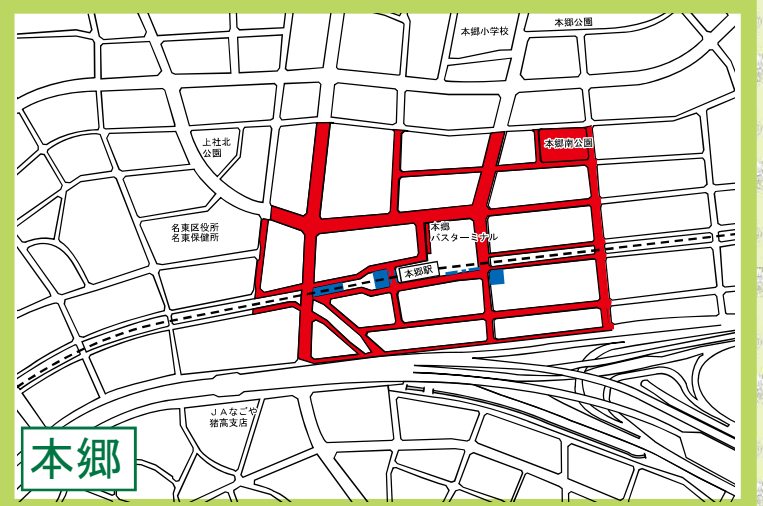 本郷公園
本郷小学校
上社北
公園
本郷南公園
名東区役所
名東保健所
本郷
バスターミナル
本郷駅
JAなごや
猪高支店
本郷